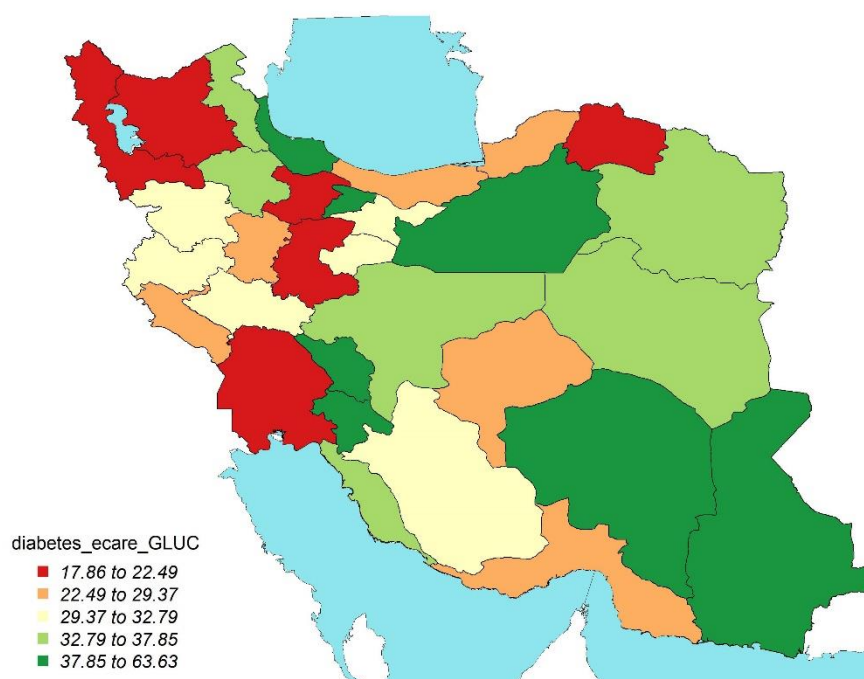 diabetes_ecare_GLUC
17.86 to 22.49
22.49 to 29.37
29.37 to 32.79
32.79 to 37.85
37.85 to 63.63